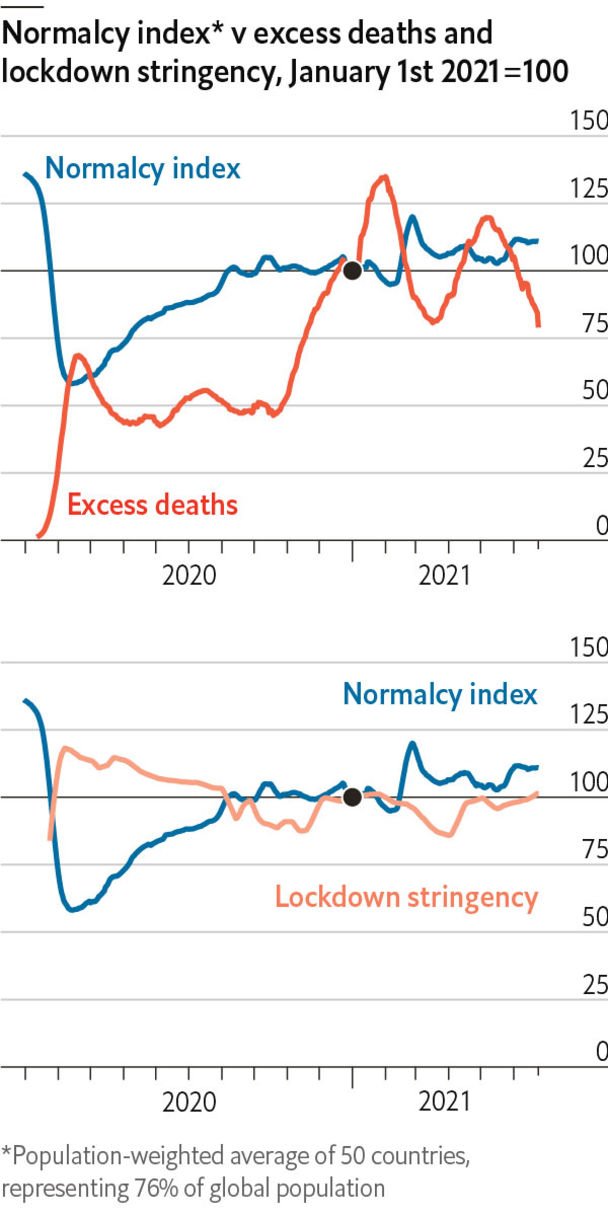 Normalcy index* v excess deaths and
lockdown stringency, January 1st 2021=100
150
Normalcy index
125
100
75
50
25
Excess deaths
0
2020
2021
150
Normalcy index
125
100
75
Lockdown stringency
50
25
0
2020
2021
*Population-weighted average of 50 countries,
representing 76% of global population